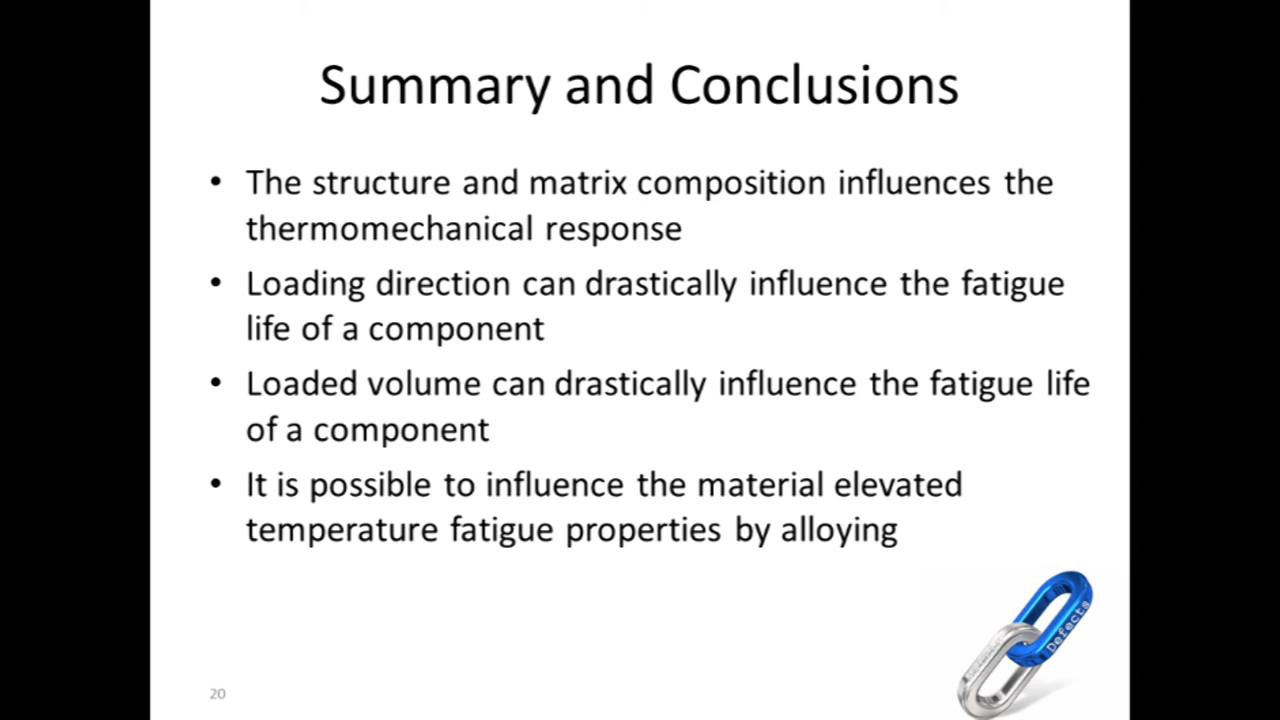 Summary and Conclusions
• The structure and matrix composition influences the
thermomechanical response
• Loading direction can drastically influence the fatigue
life of a component
• Loaded volume can drastically influence the fatigue life
of a component
• It is possible to influence the material elevated
temperature fatigue properties by alloying
Defects
20